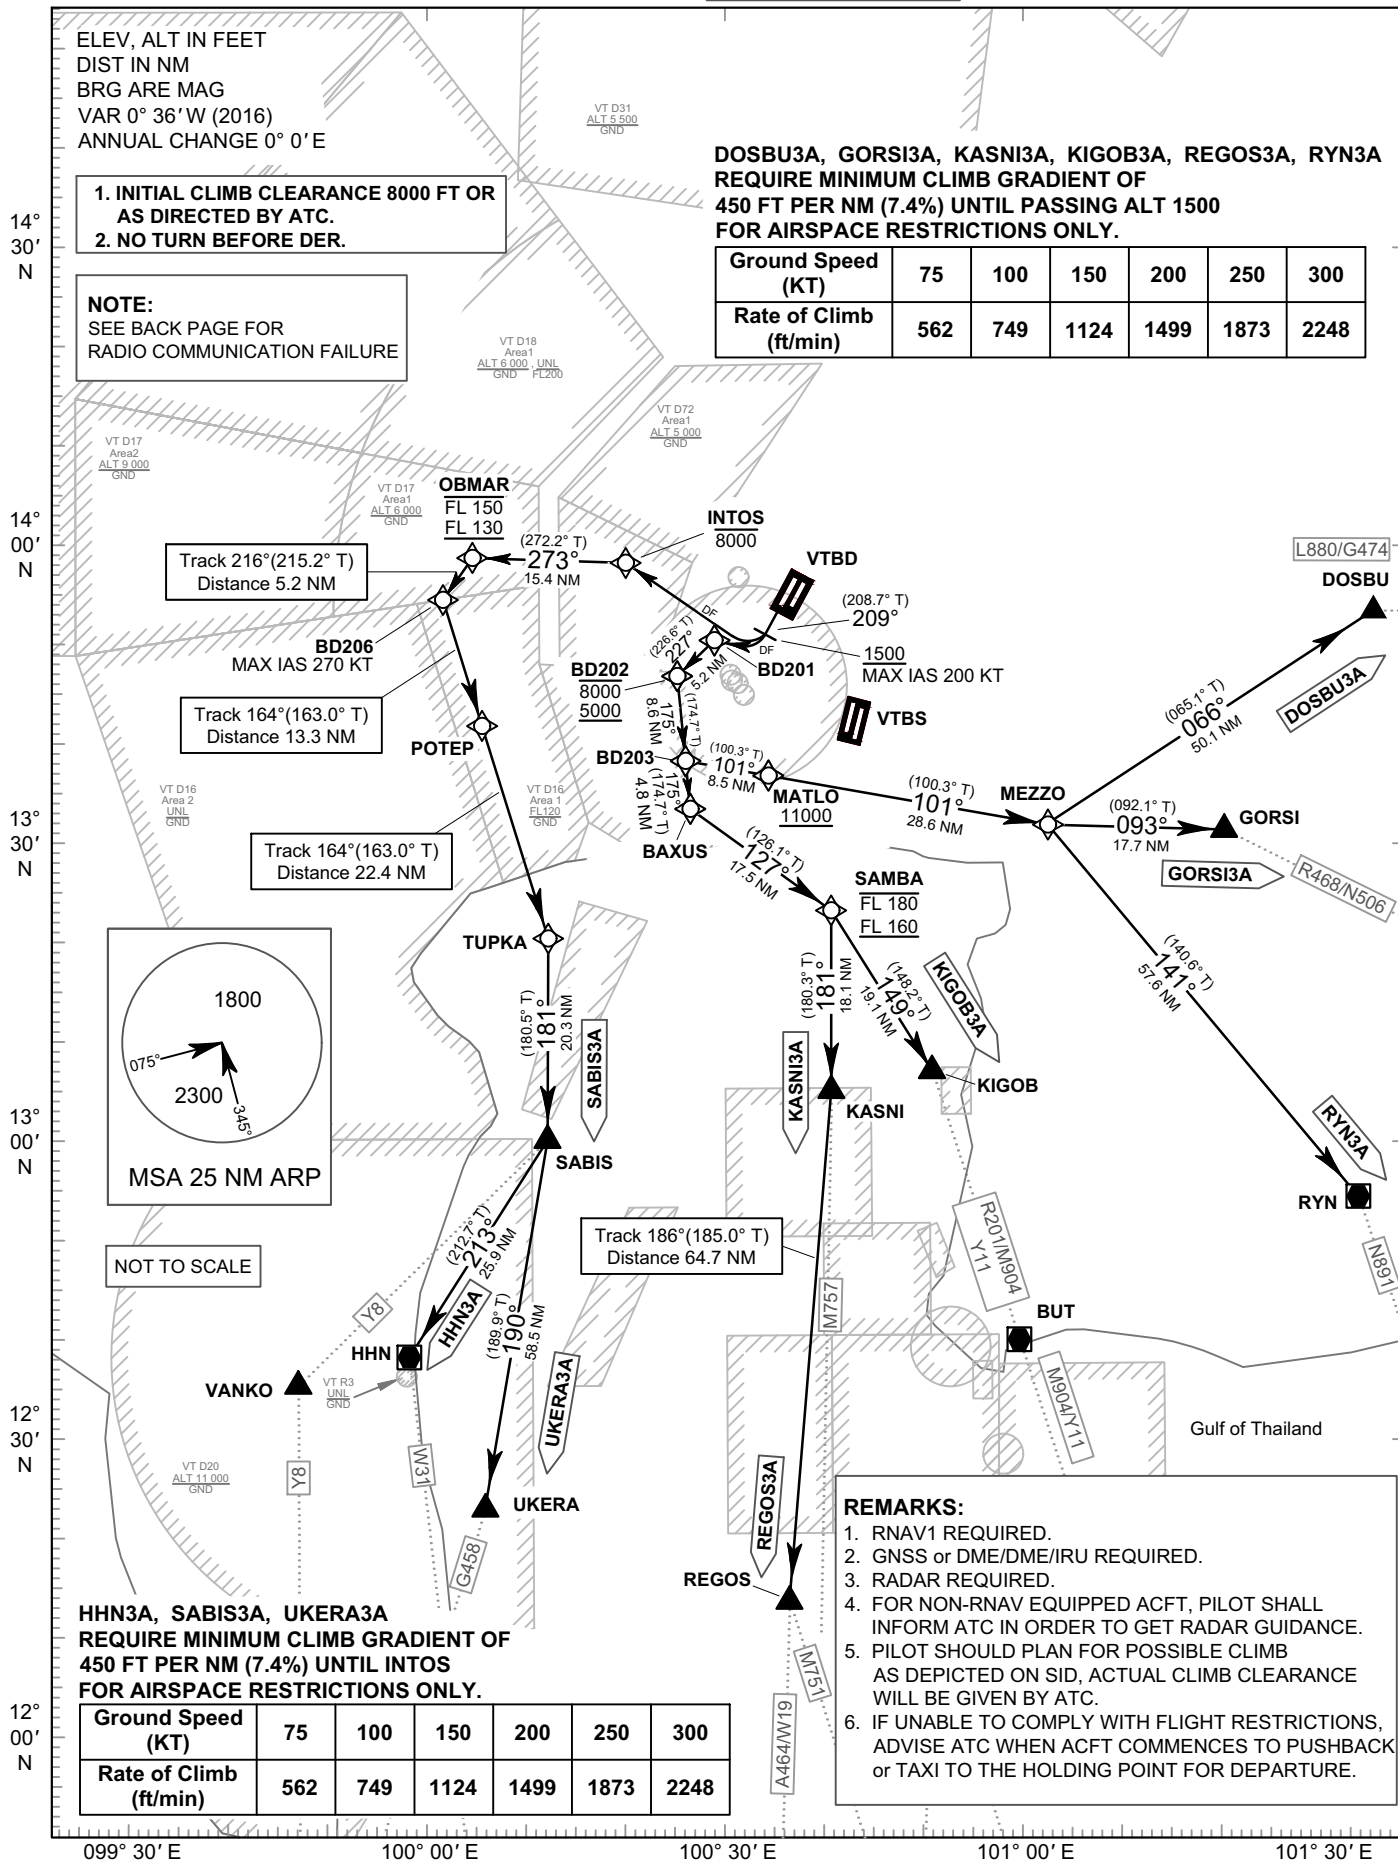 ELEV, ALT IN FEET
DIST IN NM
BRG ARE MAG
VAR 0° 36′ W (2016)
ANNUAL CHANGE 0° 0′ E
1. INITIAL CLIMB CLEARANCE 8000 FT OR
AS DIRECTED BY ATC.
2. NO TURN BEFORE DER.
NOTE:
SEE BACK PAGE FOR
RADIO COMMUNICATION FAILURE
VT D31
ALT 5 500
GND
DOSBU3A, GORSI3A, KASNI3A, KIGOB3A, REGOS3A, RYN3A
REQUIRE MINIMUM CLIMB GRADIENT OF
450 FT PER NM (7.4%) UNTIL PASSING ALT 1500
FOR AIRSPACE RESTRICTIONS ONLY.
Ground Speed
(KT) 75 100 150 200 250 300
Rate of Climb
(ft/min) 562 749 1124 1499 1873 2248
14°
30′
N
VT D18
Area1
ALT 6 000 , UNL
GND FL200
VT D72
Area1
ALT 5 000
GND
VT D17
Area2
ALT 9 000
GND
VT D17
Area1
ALT 6 000
GND
14°
00′
N
OBMAR
FL 150
FL 130
(272.2° T)
273°
15.4 NM
INTOS
8000
VTBD
L880/G474
DOSBU
Track 216°(215.2° T)
Distance 5.2 NM
DF
(208.7° T)
209°
DF
1500
MAX IAS 200 KT
BD206
MAX IAS 270 KT
BD201
(226.6° T)
227°
5.2 NM
BD202
8000
5000
VTBS
(065.1° T)
066°
50.1 NM
DOSBU3A
Track 164°(163.0° T)
Distance 13.3 NM
POTEP
(174.7° T)
175°
8.6 NM
BD203
(100.3° T)
101°
8.5 NM
MATLO
11000
(100.3° T)
101°
28.6 NM
MEZZO
(092.1° T)
093°
17.7 NM
GORSI
GORSI3A
R468/N506
VT D16
Area 2
UNL
GND
VT D16
Area 1
FL120
GND
13°
30′
N
175°
(174.7° T)
4.8 NM
BAXUS
Track 164°(163.0° T)
Distance 22.4 NM
(126.1° T)
127°
17.5 NM
SAMBA
FL 180
FL 160
TUPKA
(180.5° T)
181°
20.3 NM
SABIS3A
(180.3° T)
181°
18.1 NM
(148.2° T)
149°
19.1 NM
KIGOB3A
(140.6° T)
141°
57.6 NM
1800
075°
2300
345°
MSA 25 NM ARP
KASNI3A
KASNI
KIGOB
RYN3A
RYN
N891
13°
00′
N
SABIS
NOT TO SCALE
Track 186°(185.0° T)
Distance 64.7 NM
R201/M904
Y11
(212.7° T)
213°
25.9 NM
HHN3A
(189.9° T)
190°
58.5 NM
UKERA3A
Y8
M757
BUT
M904/Y11
HHN
VT R3
UNL
GND
VANKO
12°
30′
N
Gulf of Thailand
VT D20
ALT 11 000
GND
Y8
W31
UKERA
G458
REGOS3A
REGOS
M751
A464/W19
REMARKS:
1. RNAV1 REQUIRED.
2. GNSS or DME/DME/IRU REQUIRED.
3. RADAR REQUIRED.
4. FOR NON-RNAV EQUIPPED ACFT, PILOT SHALL
INFORM ATC IN ORDER TO GET RADAR GUIDANCE.
5. PILOT SHOULD PLAN FOR POSSIBLE CLIMB
AS DEPICTED ON SID, ACTUAL CLIMB CLEARANCE
WILL BE GIVEN BY ATC.
6. IF UNABLE TO COMPLY WITH FLIGHT RESTRICTIONS,
ADVISE ATC WHEN ACFT COMMENCES TO PUSHBACK
or TAXI TO THE HOLDING POINT FOR DEPARTURE.
HHN3A, SABIS3A, UKERA3A
REQUIRE MINIMUM CLIMB GRADIENT OF
450 FT PER NM (7.4%) UNTIL INTOS
FOR AIRSPACE RESTRICTIONS ONLY.
Ground Speed
(KT) 75 100 150 200 250 300
Rate of Climb
(ft/min) 562 749 1124 1499 1873 2248
12°
00′
N
099° 30′ E
100° 00′ E
100° 30′ E
101° 00′ E
101° 30′ E